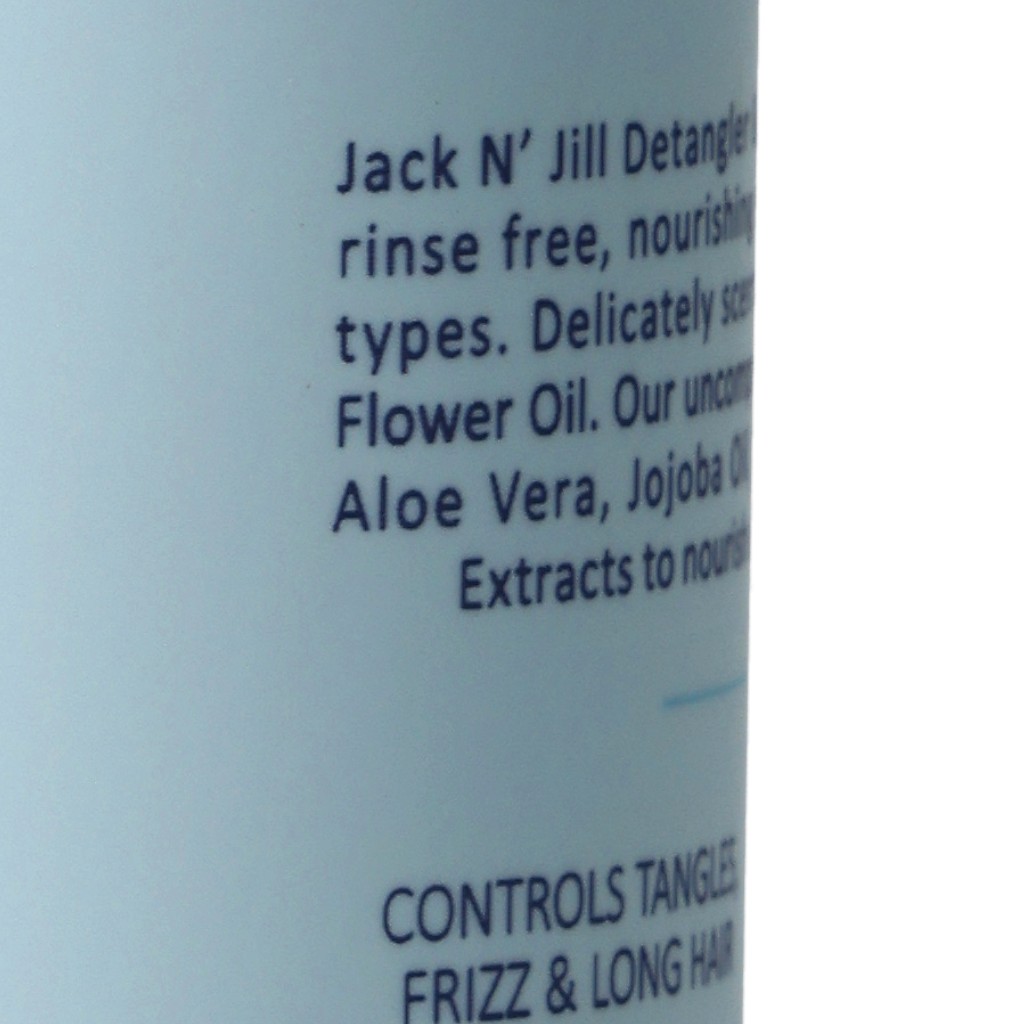 Jack N' Jill Detangler
rinse free, nourishing
types. Delicately
Flower Oil. Our
Aloe Vera, Jojoba
Extracts to
CONTROLS TANGLES
FRIZZ & LONG HAIR